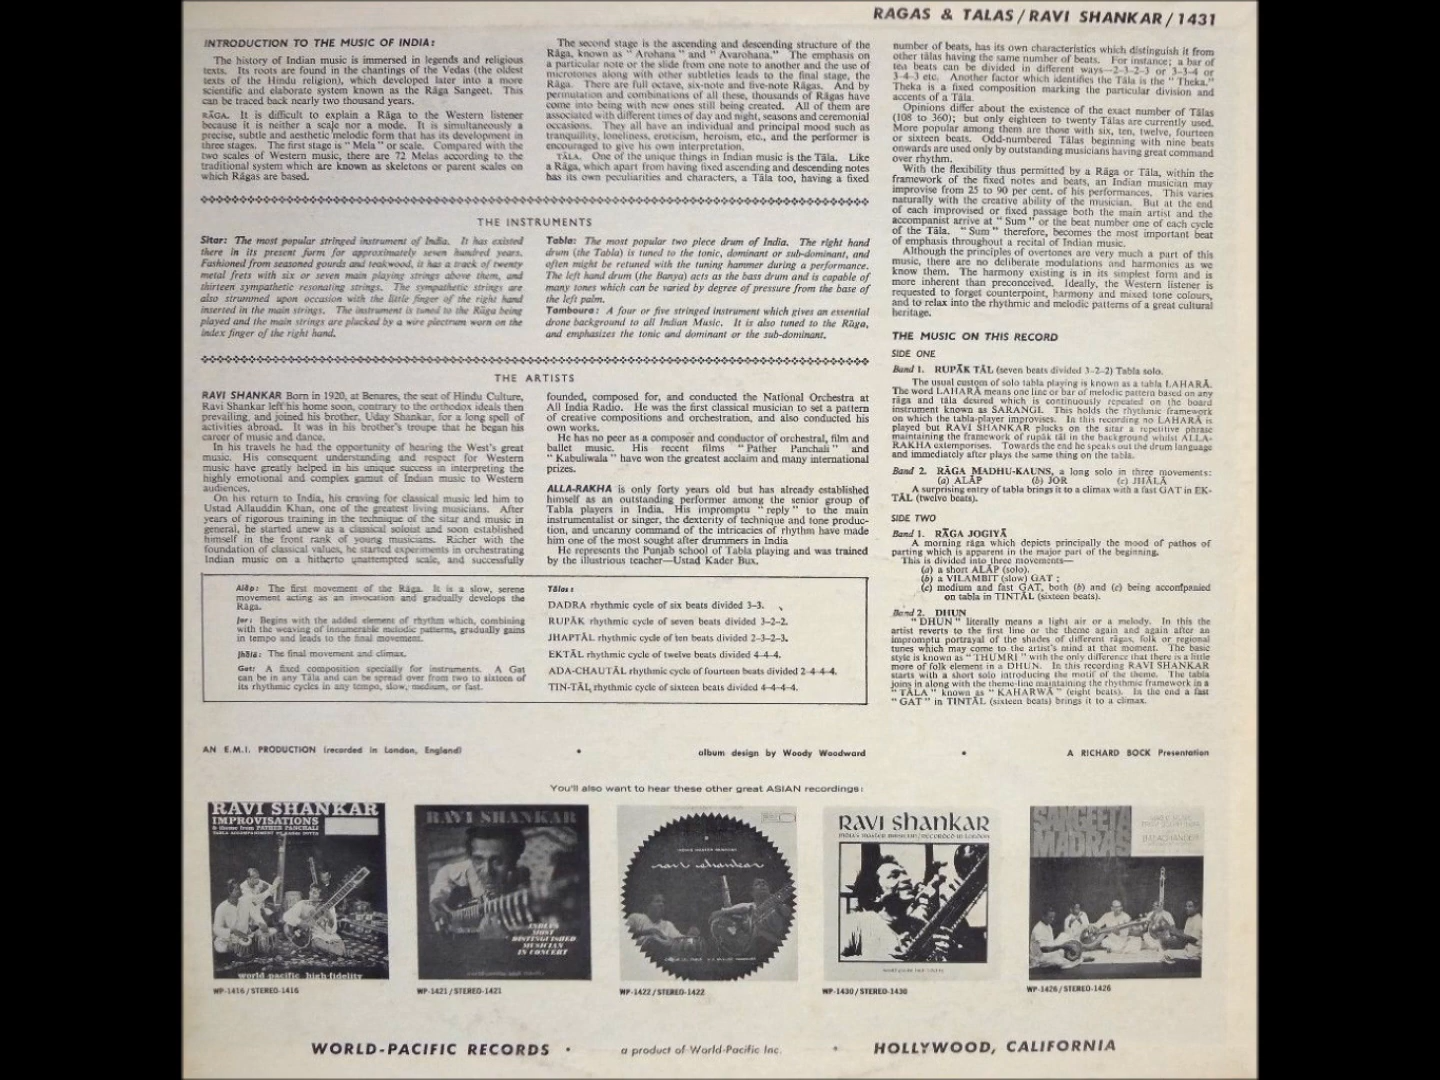 RAGAS & TALAS/RAVI SHANKAR/1431
INTRODUCTION TO THE MUSIC OF INDIA:
The history of Indian music is immersed in legends and religious
texts. Its roots are found in the chantings of the Vedas (the oldest
texts of the Hindu religion), which developed later into a more
scientific and elaborate system known as the Rāga Sangeet. This
can be traced back nearly two thousand years.
RĀGA. It is difficult to explain a Rāga to the Western listener
because it is neither a scale nor a mode. It is simultaneously a
precise, subtle and aesthetic melodic form that has its development in
three stages. The first stage is "Mela" or scale. Compared with the
two scales of Western music, there are 72 Melas according to the
traditional system which are known as skeletons or parent scales on
which Rāgas are based.
The second stage is the ascending and descending structure of the
Rāga, known as "Arohana" and "Avarohana." The emphasis on
a particular note or the slide from one note to another and the use of
microtones along with other subtleties leads to the final stage, the
Rāga. There are full octave, six-note and five-note Rāgas. And by
permutation and combinations of all these, thousands of Rāgas have
come into being with new ones still being created. All of them are
associated with different times of day and night, seasons and ceremonial
occasions. They all have an individual and principal mood such as
tranquillity, loneliness, eroticism, heroism, etc., and the performer is
encouraged to give his own interpretation.
TĀLA. One of the unique things in Indian music is the Tāla. Like
a Rāga, which apart from having fixed ascending and descending notes
has its own peculiarities and characters, a Tāla too, having a fixed
number of beats, has its own characteristics which distinguish it from
other tālas having the same number of beats. For instance; a bar of
ten beats can be divided in different ways—2-3-2-3 or 3-3-4 or
3-4-3 etc. Another factor which identifies the Tāla is the "Theka."
Theka is a fixed composition marking the particular division and
accents of a Tāla.
Opinions differ about the existence of the exact number of Tālas
(108 to 360); but only eighteen to twenty Tālas are currently used.
More popular among them are those with six, ten, twelve, fourteen
or sixteen beats. Odd-numbered Tālas beginning with nine beats
onwards are used only by outstanding musicians having great command
over rhythm.
With the flexibility thus permitted by a Rāga or Tāla, within the
framework of the fixed notes and beats, an Indian musician may
improvise from 25 to 90 per cent. of his performances. This varies
naturally with the creative ability of the musician. But at the end
of each improvised or fixed passage both the main artist and the
accompanist arrive at "Sum" or the beat number one of each cycle
of the Tāla. "Sum" therefore, becomes the most important beat
of emphasis throughout a recital of Indian music.
Although the principles of overtones are very much a part of this
music, there are no deliberate modulations and harmonics as we
know them. The harmony existing is in its simplest form and is
more inherent than preconceived. Ideally, the Western listener is
requested to forget counterpoint, harmony and mixed tone colours,
and to relax into the rhythmic and melodic patterns of a great cultural
heritage.
THE INSTRUMENTS
Sitar: The most popular stringed instrument of India. It has existed
there in its present form for approximately seven hundred years.
Fashioned from seasoned gourds and teakwood, it has a track of twenty
metal frets with six or seven main playing strings above them, and
thirteen sympathetic resonating strings. The sympathetic strings are
also strummed upon occasion with the little finger of the right hand
inserted in the main strings. The instrument is tuned to the Rāga being
played and the main strings are plucked by a wire plectrum worn on the
index finger of the right hand.
Tabla: The most popular two piece drum of India. The right hand
drum (the Tabla) is tuned to the tonic, dominant or sub-dominant, and
often might be retuned with the tuning hammer during a performance.
The left hand drum (the Banya) acts as the bass drum and is capable of
many tones which can be varied by degree of pressure from the base of
the left palm.
Tamboura: A four or five stringed instrument which gives an essential
drone background to all Indian Music. It is also tuned to the Rāga,
and emphasizes the tonic and dominant or the sub-dominant.
THE ARTISTS
RAVI SHANKAR Born in 1920, at Benares, the seat of Hindu Culture,
Ravi Shankar left his home soon, contrary to the orthodox ideals then
prevailing, and joined his brother, Uday Shankar, for a long spell of
activities abroad. It was in his brother's troupe that he began his
career of music and dance.
In his travels he had the opportunity of hearing the West's great
music. His consequent understanding and respect for Western
music have greatly helped in his unique success in interpreting the
highly emotional and complex gamut of Indian music to Western
audiences.
On his return to India, his craving for classical music led him to
Ustad Allauddin Khan, one of the greatest living musicians. After
years of rigorous training in the technique of the sitar and music in
general, he started anew as a classical soloist and soon established
himself in the front rank of young musicians. Richer with the
foundation of classical values, he started experiments in orchestrating
Indian music on a hitherto unattempted scale, and successfully
founded, composed for, and conducted the National Orchestra at
All India Radio. He was the first classical musician to set a pattern
of creative compositions and orchestration, and also conducted his
own works.
He has no peer as a composer and conductor of orchestral, film and
ballet music. His recent films "Pather Panchali" and
"Kabuliwala" have won the greatest acclaim and many international
prizes.
ALLA-RAKHA is only forty years old but has already established
himself as an outstanding performer among the senior group of
Tabla players in India. His impromptu "reply" to the main
instrumentalist or singer, the dexterity of technique and tone produc-
tion, and uncanny command of the intricacies of rhythm have made
him one of the most sought after drummers in India
He represents the Punjab school of Tabla playing and was trained
by the illustrious teacher—Ustad Kader Bux.
Alāp: The first movement of the Rāga. It is a slow, serene
movement acting as an invocation and gradually develops the
Rāga.
Jor: Begins with the added element of rhythm which, combining
with the weaving of innumerable melodic patterns, gradually gains
in tempo and leads to the final movement.
Jhāla: The final movement and climax.
Gat: A fixed composition specially for instruments. A Gat
can be in any Tāla and can be spread over from two to sixteen of
its rhythmic cycles in any tempo, slow, medium, or fast.
Tālas:
DADRA rhythmic cycle of six beats divided 3-3.
RUPĀK rhythmic cycle of seven beats divided 3-2-2.
JHAPTĀL rhythmic cycle of ten beats divided 2-3-2-3.
EKTĀL rhythmic cycle of twelve beats divided 4-4-4.
ADA-CHAUTĀL rhythmic cycle of fourteen beats divided 2-4-4-4.
TIN-TĀL rhythmic cycle of sixteen beats divided 4-4-4-4.
THE MUSIC ON THIS RECORD
SIDE ONE
Band 1. RUPĀK TĀL (seven beats divided 3-2-2) Tabla solo.
The usual custom of solo tabla playing is known as a tabla LAHARĀ.
The word LAHARĀ means one line or bar of melodic pattern based on any
rāg and tāla desired which is continuously repeated on the board
instrument known as SARANGI. This holds the rhythmic framework
on which the tabla-player improvises. In this recording no LAHARĀ is
played but RAVI SHANKAR plucks on the sitar a repetitive phrase
maintaining the framework of rupāk tāl in the background whilst ALLA-
RAKHA extemporises. Towards the end he speaks out the drum language
and immediately after plays the same thing on the tabla.
Band 2. RĀGA MADHU-KAUNS, a long solo in three movements:
(a) ALĀP (b) JOR (c) JHĀLĀ
A surprising entry of tabla brings it to a climax with a fast GAT in EK-
TĀL (twelve beats).
SIDE TWO
Band 1. RĀGA JOGIYĀ
A morning rāga which depicts principally the mood of pathos of
parting which is apparent in the major part of the beginning.
This is divided into three movements—
(a) a short ALĀP (solo).
(b) a VILAMBIT (slow) GAT;
(c) medium and fast GAT, both (b) and (c) being accompanied
on tabla in TINTĀL (sixteen beats).
Band 2. DHUN
"DHUN" literally means a light air or a melody. In this the
artist reverts to the first line or the theme again and again after an
impromptu portrayal of the shades of different rāgas, folk or regional
tunes which may come to the artist's mind at that moment. The basic
style is known as "THUMRI" with the only difference that there is a little
more of folk element in a DHUN. In this recording RAVI SHANKAR
starts with a short solo introducing the motif of the theme. The tabla
joins in along with the theme-line maintaining the rhythmic framework in a
"TĀLA" known as "KAHARWĀ" (eight beats). In the end a fast
"GAT" in TINTĀL (sixteen beats) brings it to a climax.
AN E.M.I. PRODUCTION (recorded in London, England) • album design by Woody Woodward • A RICHARD BOCK Presentation
You'll also want to hear these other great ASIAN recordings:
RAVI SHANKAR
IMPROVISATIONS
& theme from PATHER PANCHALI
world pacific high-fidelity
RAVI SHANKAR
INDIA'S
MOST
DISTINGUISHED
MUSICIAN
IN CONCERT
ravi shankar
Ravi Shankar
INDIA'S MASTER MUSICIAN/RECORDED IN LONDON
SANGEETA
MADRAS
WP-1416/STEREO-1416
WP-1421/STEREO-1421
WP-1422/STEREO-1422
WP-1430/STEREO-1430
WP-1426/STEREO-1426
WORLD-PACIFIC RECORDS • a product of World-Pacific Inc. • HOLLYWOOD, CALIFORNIA